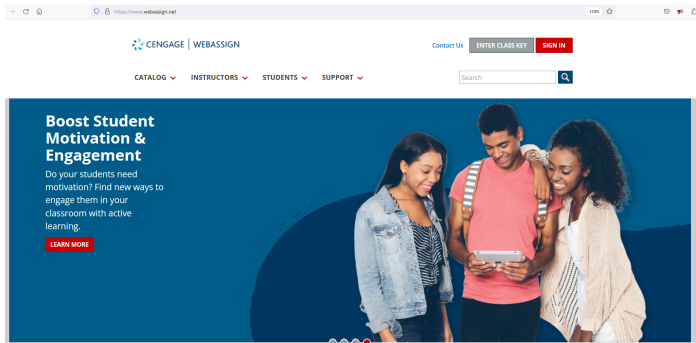 https://www.webassign.net
120%
CENGAGE | WEBASSIGN
Contact Us
ENTER CLASS KEY
SIGN IN
CATALOG
INSTRUCTORS
STUDENTS
SUPPORT
Search
Boost Student
Motivation &
Engagement
Do your students need
motivation? Find new ways to
engage them in your
classroom with active
learning.
LEARN MORE